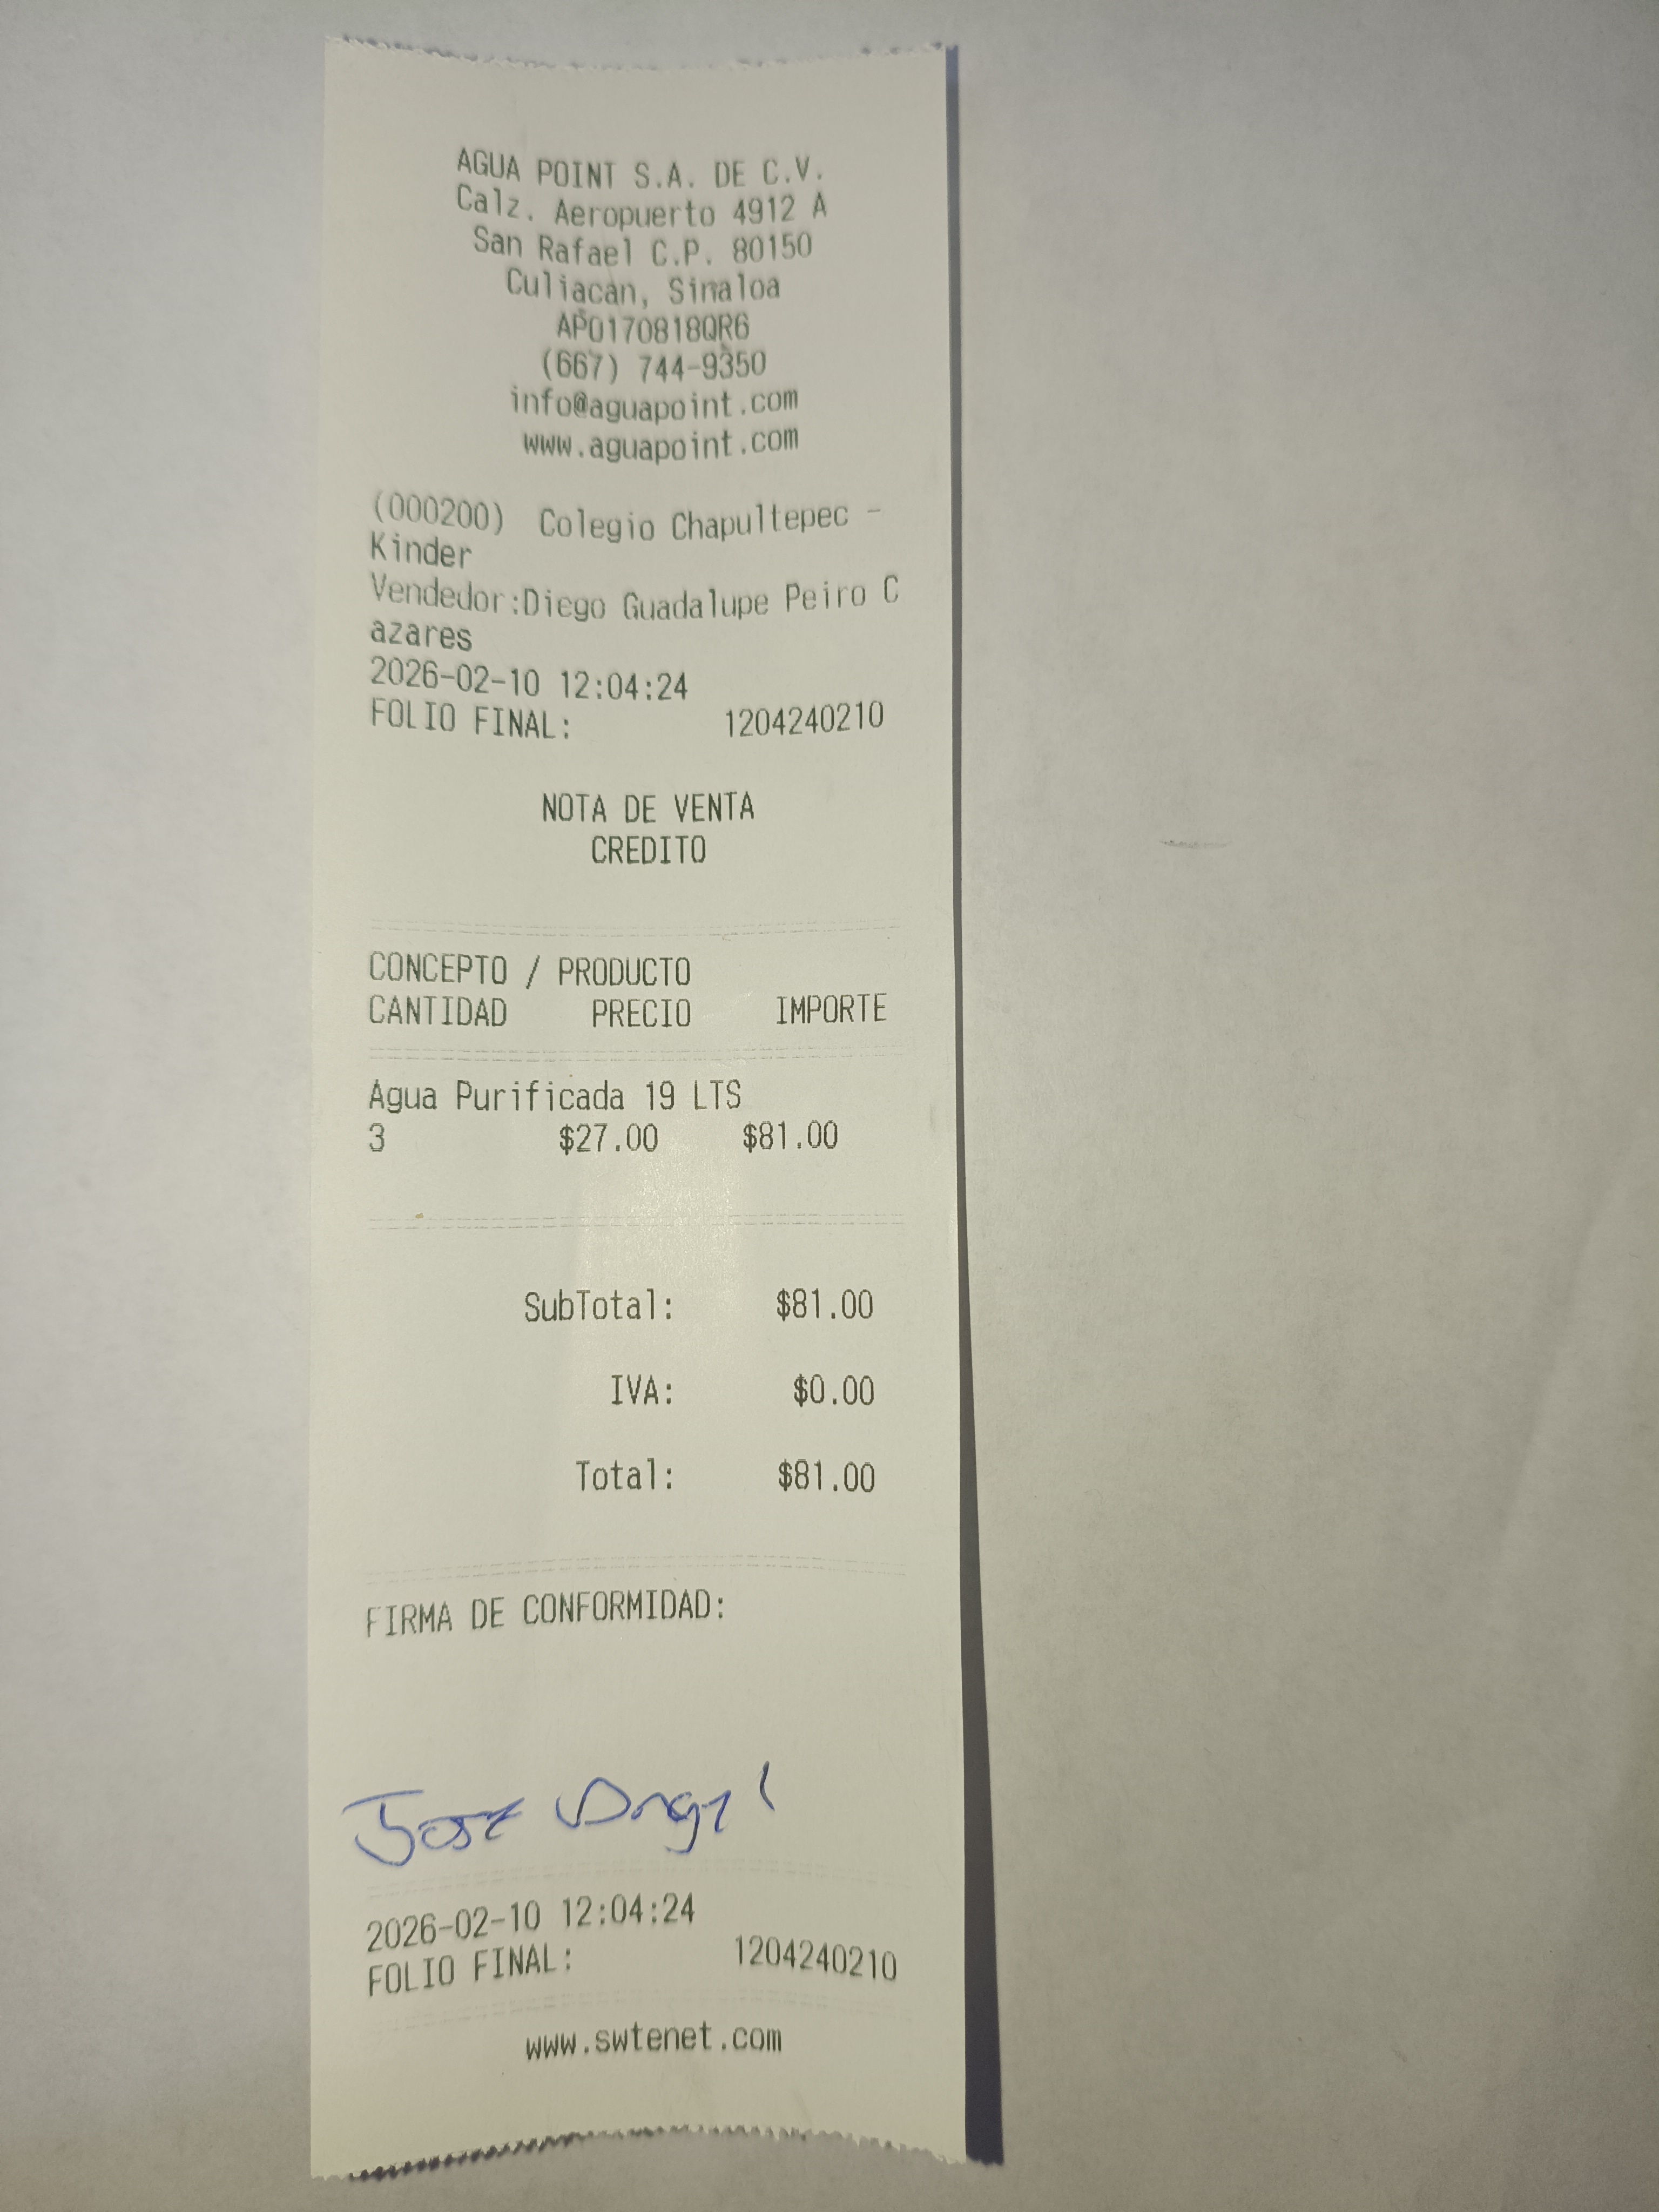 AGUA POINT S.A. DE C.V.
Calz. Aeropuerto 4912 A
San Rafael C.P. 80150
Culiacán, Sinaloa
APO170818QR6
(667) 744-9350
info@aguapoint.com
www.aguapoint.com
(000200) Colegio Chapultepec -
Kinder
Vendedor:Diego Guadalupe Peiro C
azares
2026-02-10 12:04:24
FOLIO FINAL: 1204240210
NOTA DE VENTA
CREDITO
CONCEPTO / PRODUCTO
CANTIDAD PRECIO IMPORTE
Agua Purificada 19 LTS
3 $27.00 $81.00
SubTotal: $81.00
IVA: $0.00
Total: $81.00
FIRMA DE CONFORMIDAD:
Jose Angel
2026-02-10 12:04:24
FOLIO FINAL: 1204240210
www.swtenet.com